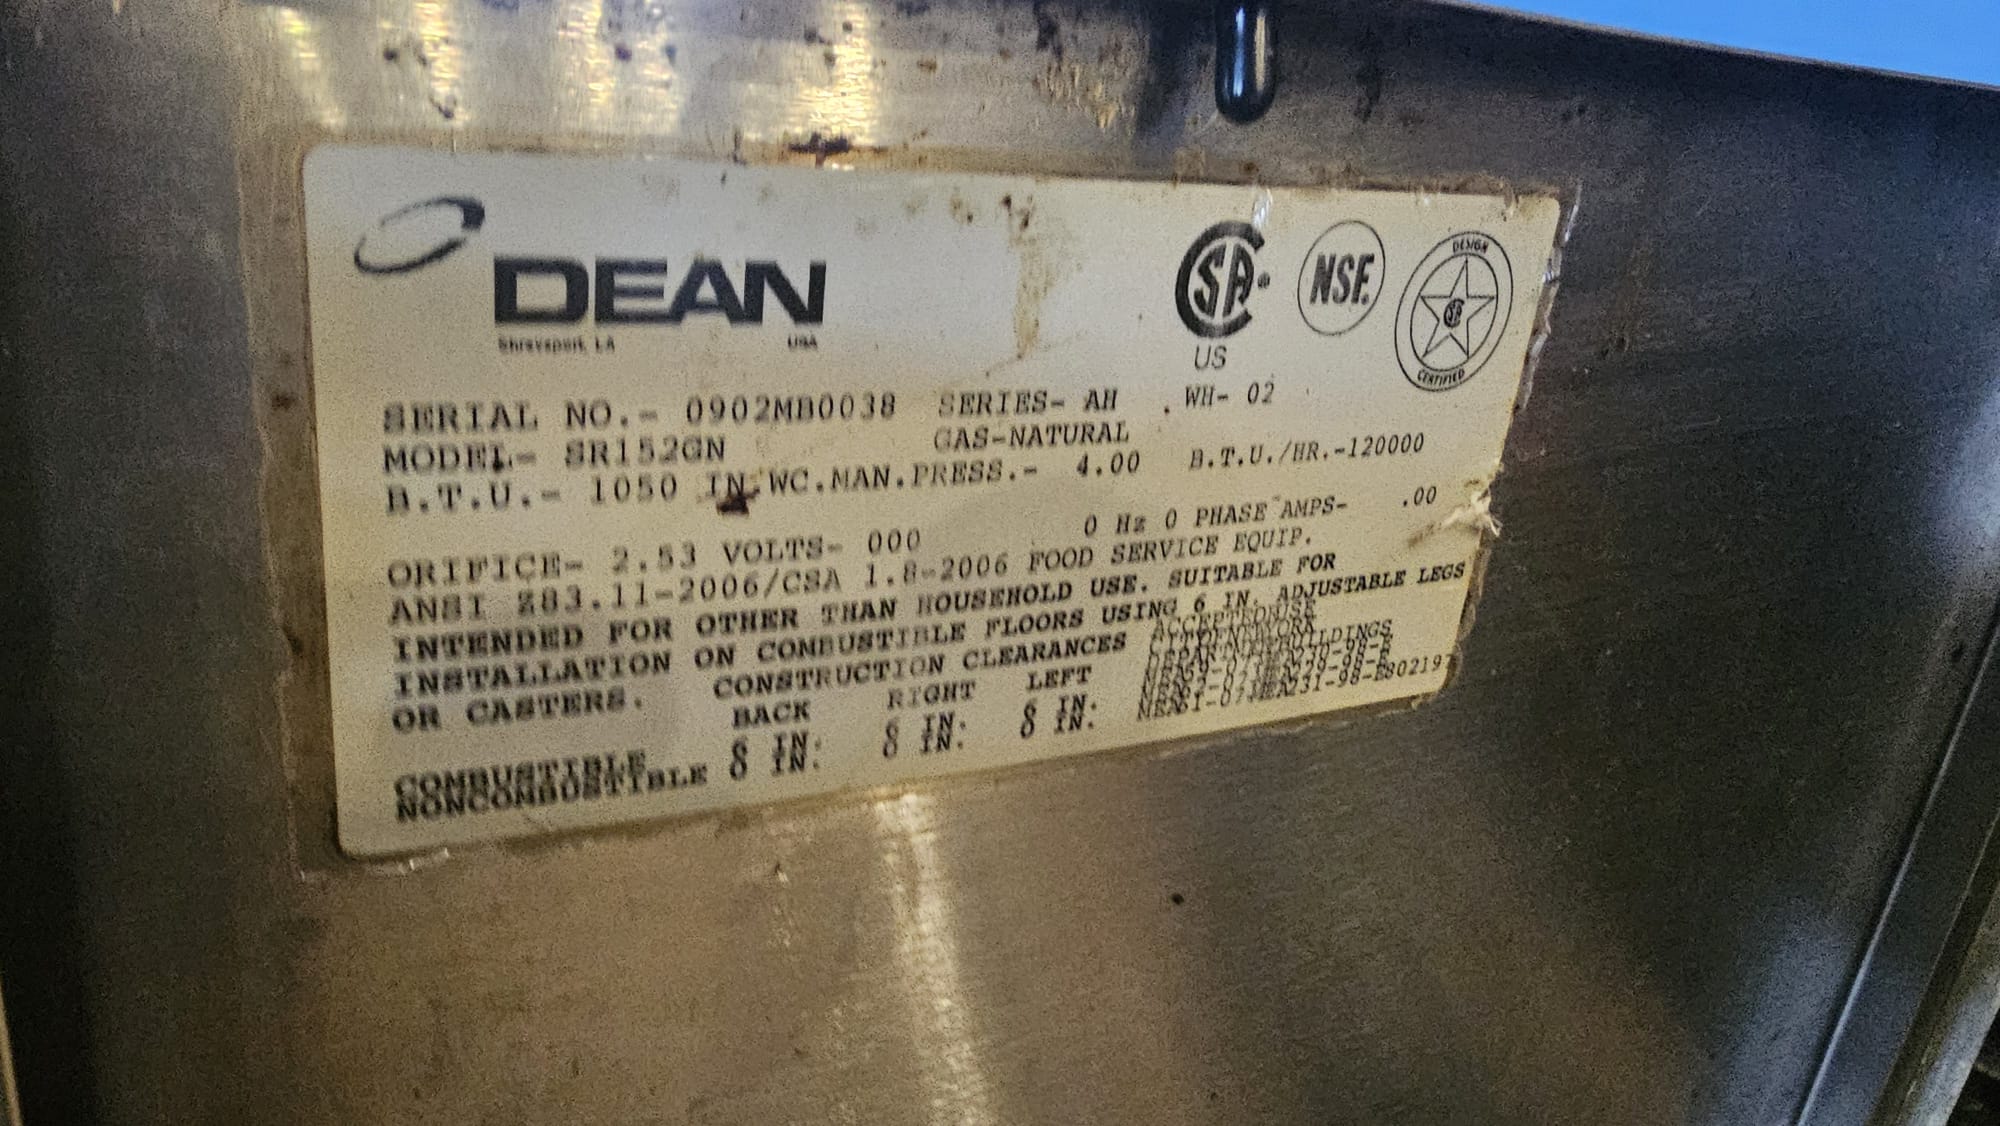 DEAN
Shreveport, LA USA
CSA US
NSF.
DESIGN CSA CERTIFIED
SERIAL NO.- 0902MB0038 SERIES- AH . WH- 02
MODEL- SR152GN GAS-NATURAL
B.T.U.- 1050 IN.WC.MAN.PRESS.- 4.00 B.T.U./HR.-120000
ORIFICE- 2.53 VOLTS- 000 0 Hz 0 PHASE AMPS- .00
ANSI Z83.11-2006/CSA 1.8-2006 FOOD SERVICE EQUIP.
INTENDED FOR OTHER THAN HOUSEHOLD USE. SUITABLE FOR
INSTALLATION ON COMBUSTIBLE FLOORS USING 6 IN. ADJUSTABLE LEGS
OR CASTERS. CONSTRUCTION CLEARANCES
BACK RIGHT LEFT
COMBUSTIBLE 6 IN. 6 IN. 6 IN.
NONCOMBUSTIBLE 0 IN. 0 IN. 0 IN.